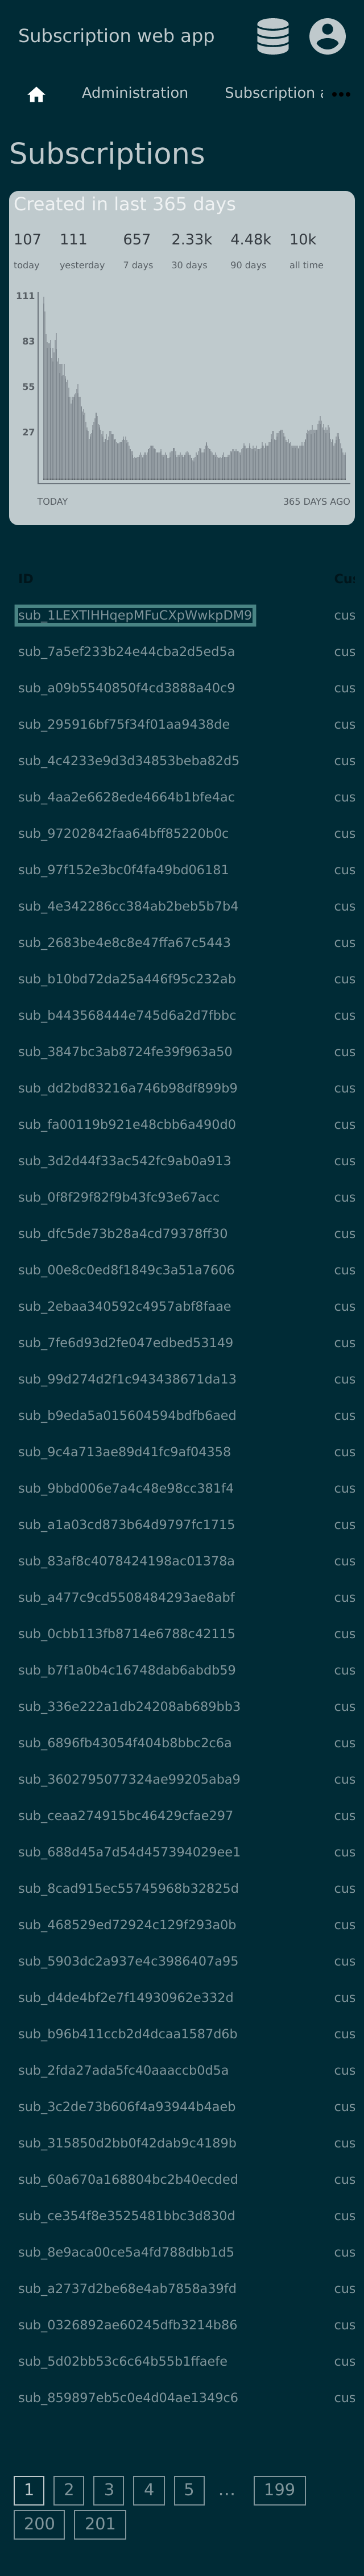 Subscription web app
Administration Subscription a
Subscriptions
Created in last 365 days
107 111 657 2.33k 4.48k 10k
today yesterday 7 days 30 days 90 days all time
111
83
55
27
TODAY 365 DAYS AGO
ID Cus
sub_1LEXTlHHqepMFuCXpWwkpDM9 cus
sub_7a5ef233b24e44cba2d5ed5a cus
sub_a09b5540850f4cd3888a40c9 cus
sub_295916bf75f34f01aa9438de cus
sub_4c4233e9d3d34853beba82d5 cus
sub_4aa2e6628ede4664b1bfe4ac cus
sub_97202842faa64bff85220b0c cus
sub_97f152e3bc0f4fa49bd06181 cus
sub_4e342286cc384ab2beb5b7b4 cus
sub_2683be4e8c8e47ffa67c5443 cus
sub_b10bd72da25a446f95c232ab cus
sub_b443568444e745d6a2d7fbbc cus
sub_3847bc3ab8724fe39f963a50 cus
sub_dd2bd83216a746b98df899b9 cus
sub_fa00119b921e48cbb6a490d0 cus
sub_3d2d44f33ac542fc9ab0a913 cus
sub_0f8f29f82f9b43fc93e67acc cus
sub_dfc5de73b28a4cd79378ff30 cus
sub_00e8c0ed8f1849c3a51a7606 cus
sub_2ebaa340592c4957abf8faae cus
sub_7fe6d93d2fe047edbed53149 cus
sub_99d274d2f1c943438671da13 cus
sub_b9eda5a015604594bdfb6aed cus
sub_9c4a713ae89d41fc9af04358 cus
sub_9bbd006e7a4c48e98cc381f4 cus
sub_a1a03cd873b64d9797fc1715 cus
sub_83af8c4078424198ac01378a cus
sub_a477c9cd5508484293ae8abf cus
sub_0cbb113fb8714e6788c42115 cus
sub_b7f1a0b4c16748dab6abdb59 cus
sub_336e222a1db24208ab689bb3 cus
sub_6896fb43054f404b8bbc2c6a cus
sub_3602795077324ae99205aba9 cus
sub_ceaa274915bc46429cfae297 cus
sub_688d45a7d54d457394029ee1 cus
sub_8cad915ec55745968b32825d cus
sub_468529ed72924c129f293a0b cus
sub_5903dc2a937e4c3986407a95 cus
sub_d4de4bf2e7f14930962e332d cus
sub_b96b411ccb2d4dcaa1587d6b cus
sub_2fda27ada5fc40aaaccb0d5a cus
sub_3c2de73b606f4a93944b4aeb cus
sub_315850d2bb0f42dab9c4189b cus
sub_60a670a168804bc2b40ecded cus
sub_ce354f8e3525481bbc3d830d cus
sub_8e9aca00ce5a4fd788dbb1d5 cus
sub_a2737d2be68e4ab7858a39fd cus
sub_0326892ae60245dfb3214b86 cus
sub_5d02bb53c6c64b55b1ffaefe cus
sub_859897eb5c0e4d04ae1349c6 cus
1 2 3 4 5 … 199
200 201